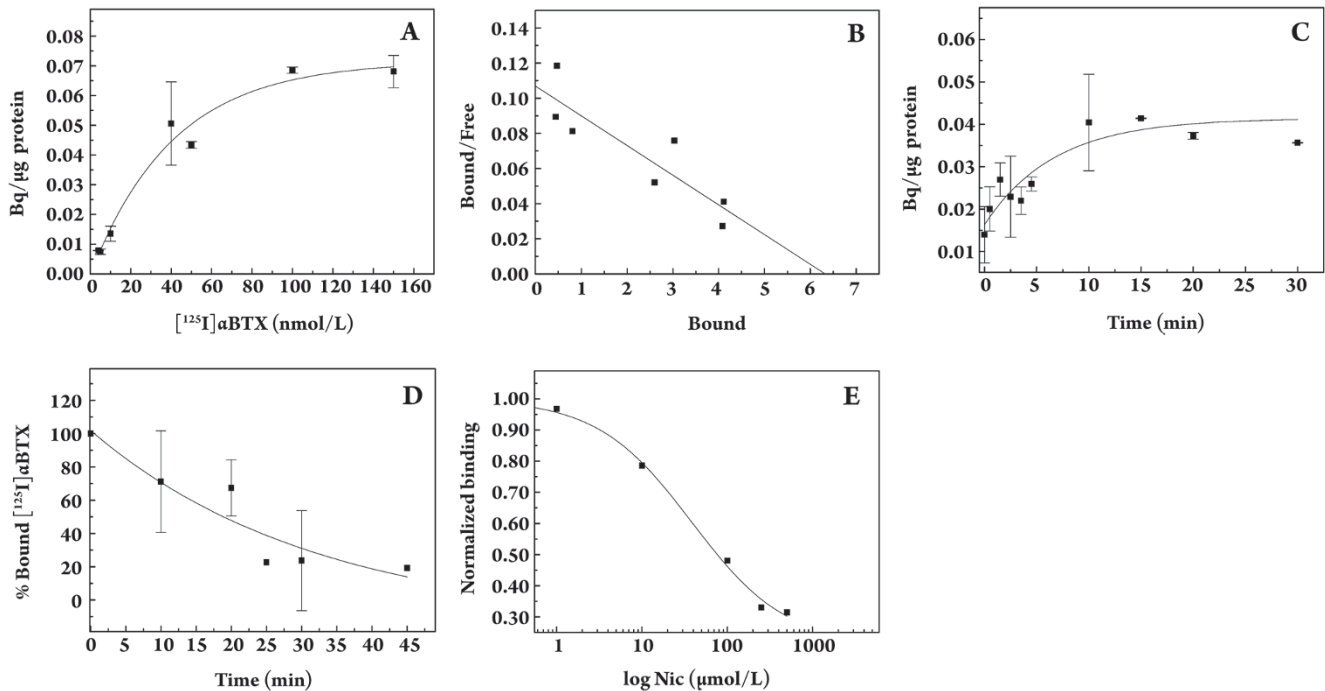 A
0.08
0.07
0.06
0.05
0.04
0.03
0.02
0.01
0.00
Bq/μg protein
0 20 40 60 80 100 120 140 160
[¹²⁵I]αBTX (nmol/L)
B
0.14
0.12
0.10
0.08
0.06
0.04
0.02
0.00
Bound/Free
0 1 2 3 4 5 6 7
Bound
C
0.06
0.05
0.04
0.03
0.02
0.01
Bq/μg protein
0 5 10 15 20 25 30
Time (min)
D
120
100
80
60
40
20
0
% Bound [¹²⁵I]αBTX
0 5 10 15 20 25 30 35 40 45
Time (min)
E
1.00
0.90
0.80
0.70
0.60
0.50
0.40
0.30
Normalized binding
1 10 100 1000
log Nic (μmol/L)